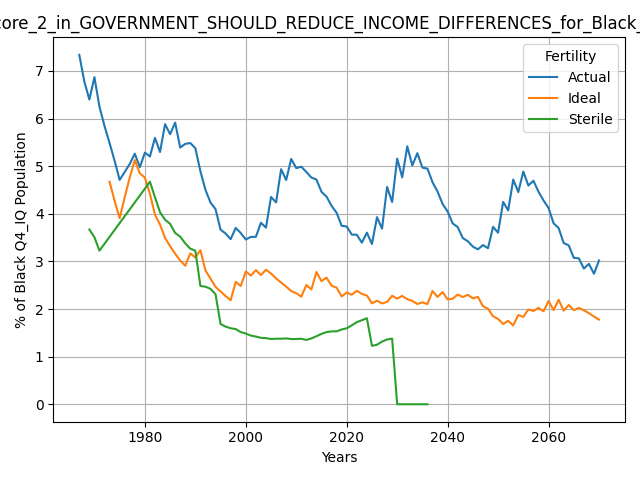 core_2_in_GOVERNMENT_SHOULD_REDUCE_INCOME_DIFFERENCES_for_Black_
Fertility
Actual
Ideal
Sterile
% of Black Q4_IQ Population
7
6
5
4
3
2
1
0
1980
2000
2020
2040
2060
Years